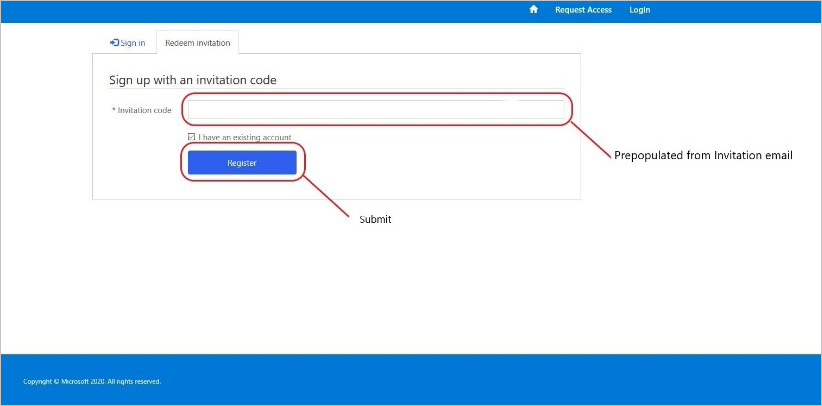 Request Access Login
Sign in Redeem invitation
Sign up with an invitation code
* Invitation code
I have an existing account
Prepopulated from Invitation email
Register
Submit
Copyright © Microsoft 2020. All rights reserved.